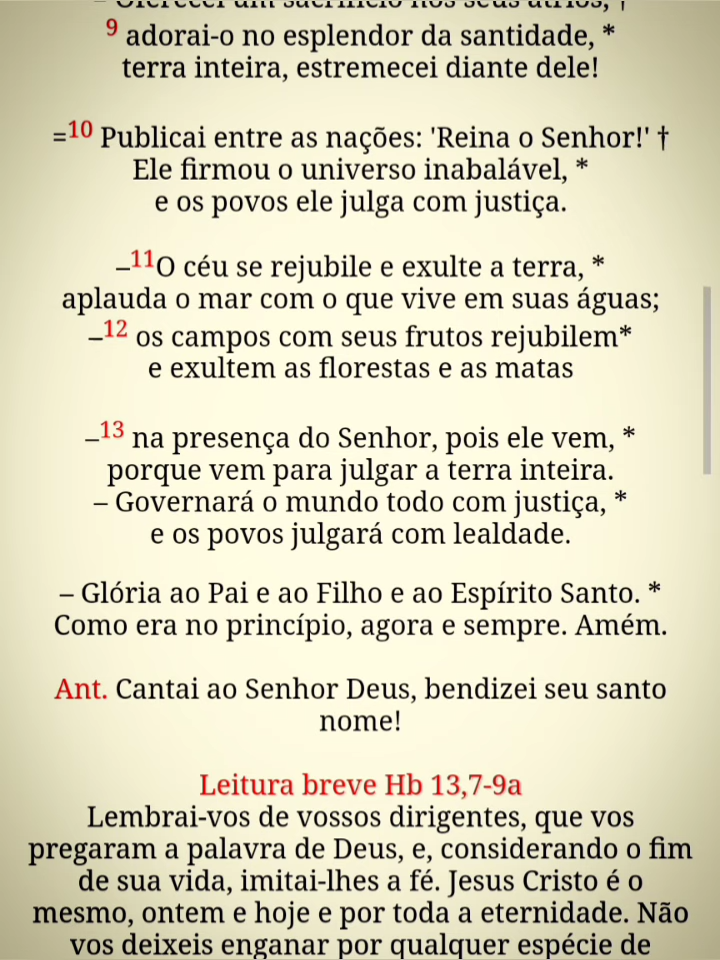 – Oferecei um sacrifício nos seus átrios, †
9 adorai-o no esplendor da santidade, *
terra inteira, estremecei diante dele!
=10 Publicai entre as nações: 'Reina o Senhor!' †
Ele firmou o universo inabalável, *
e os povos ele julga com justiça.
–11O céu se rejubile e exulte a terra, *
aplauda o mar com o que vive em suas águas;
–12 os campos com seus frutos rejubilem*
e exultem as florestas e as matas
–13 na presença do Senhor, pois ele vem, *
porque vem para julgar a terra inteira.
– Governará o mundo todo com justiça, *
e os povos julgará com lealdade.
– Glória ao Pai e ao Filho e ao Espírito Santo. *
Como era no princípio, agora e sempre. Amém.
Ant. Cantai ao Senhor Deus, bendizei seu santo
nome!
Leitura breve Hb 13,7-9a
Lembrai-vos de vossos dirigentes, que vos
pregaram a palavra de Deus, e, considerando o fim
de sua vida, imitai-lhes a fé. Jesus Cristo é o
mesmo, ontem e hoje e por toda a eternidade. Não
vos deixeis enganar por qualquer espécie de